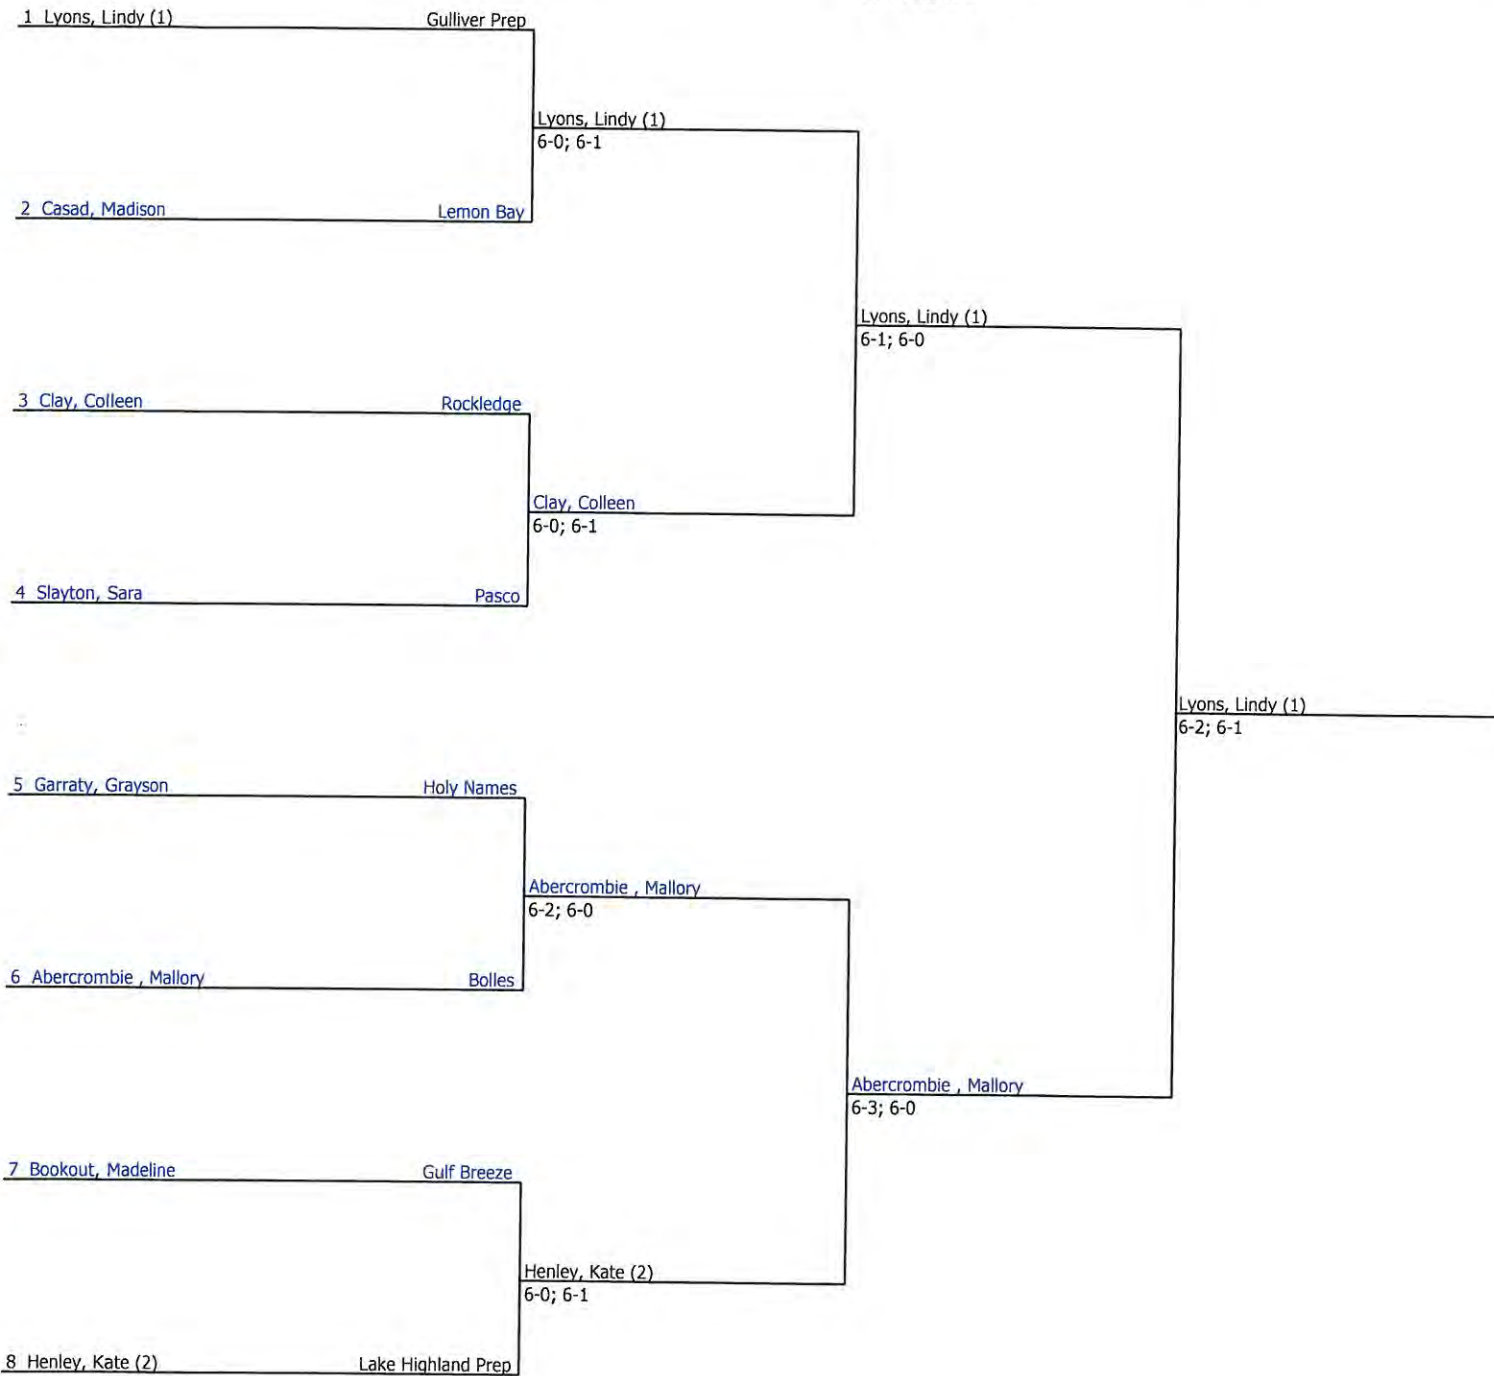 1 Lyons, Lindy (1) Gulliver Prep
Lyons, Lindy (1)
6-0; 6-1
2 Casad, Madison Lemon Bay
Lyons, Lindy (1)
6-1; 6-0
3 Clay, Colleen Rockledge
Clay, Colleen
6-0; 6-1
4 Slayton, Sara Pasco
Lyons, Lindy (1)
6-2; 6-1
5 Garraty, Grayson Holy Names
Abercrombie , Mallory
6-2; 6-0
6 Abercrombie , Mallory Bolles
Abercrombie , Mallory
6-3; 6-0
7 Bookout, Madeline Gulf Breeze
Henley, Kate (2)
6-0; 6-1
8 Henley, Kate (2) Lake Highland Prep